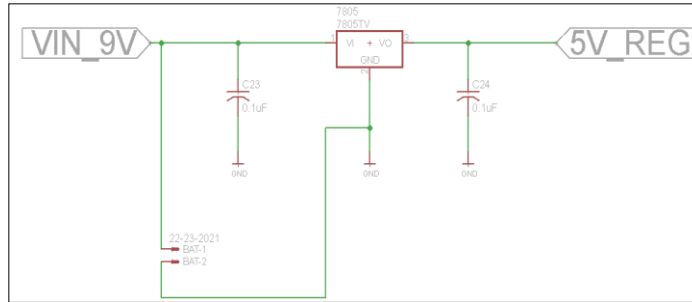 7805
7805TV
VIN_9V
1
VI
+
VO
3
5V_REG
GND
2
C23
0.1uF
C24
0.1uF
GND
GND
GND
22-23-2021
BAT-1
BAT-2